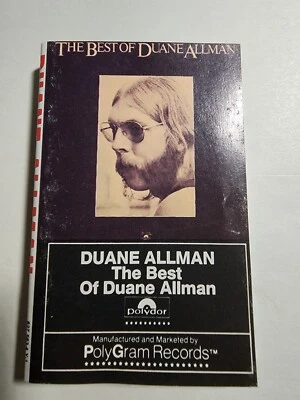 THE BEST OF DUANE ALLMAN
DUANE ALLMAN
The Best
Of Duane Allman
polydor
Manufactured and Marketed by
PolyGram Records™